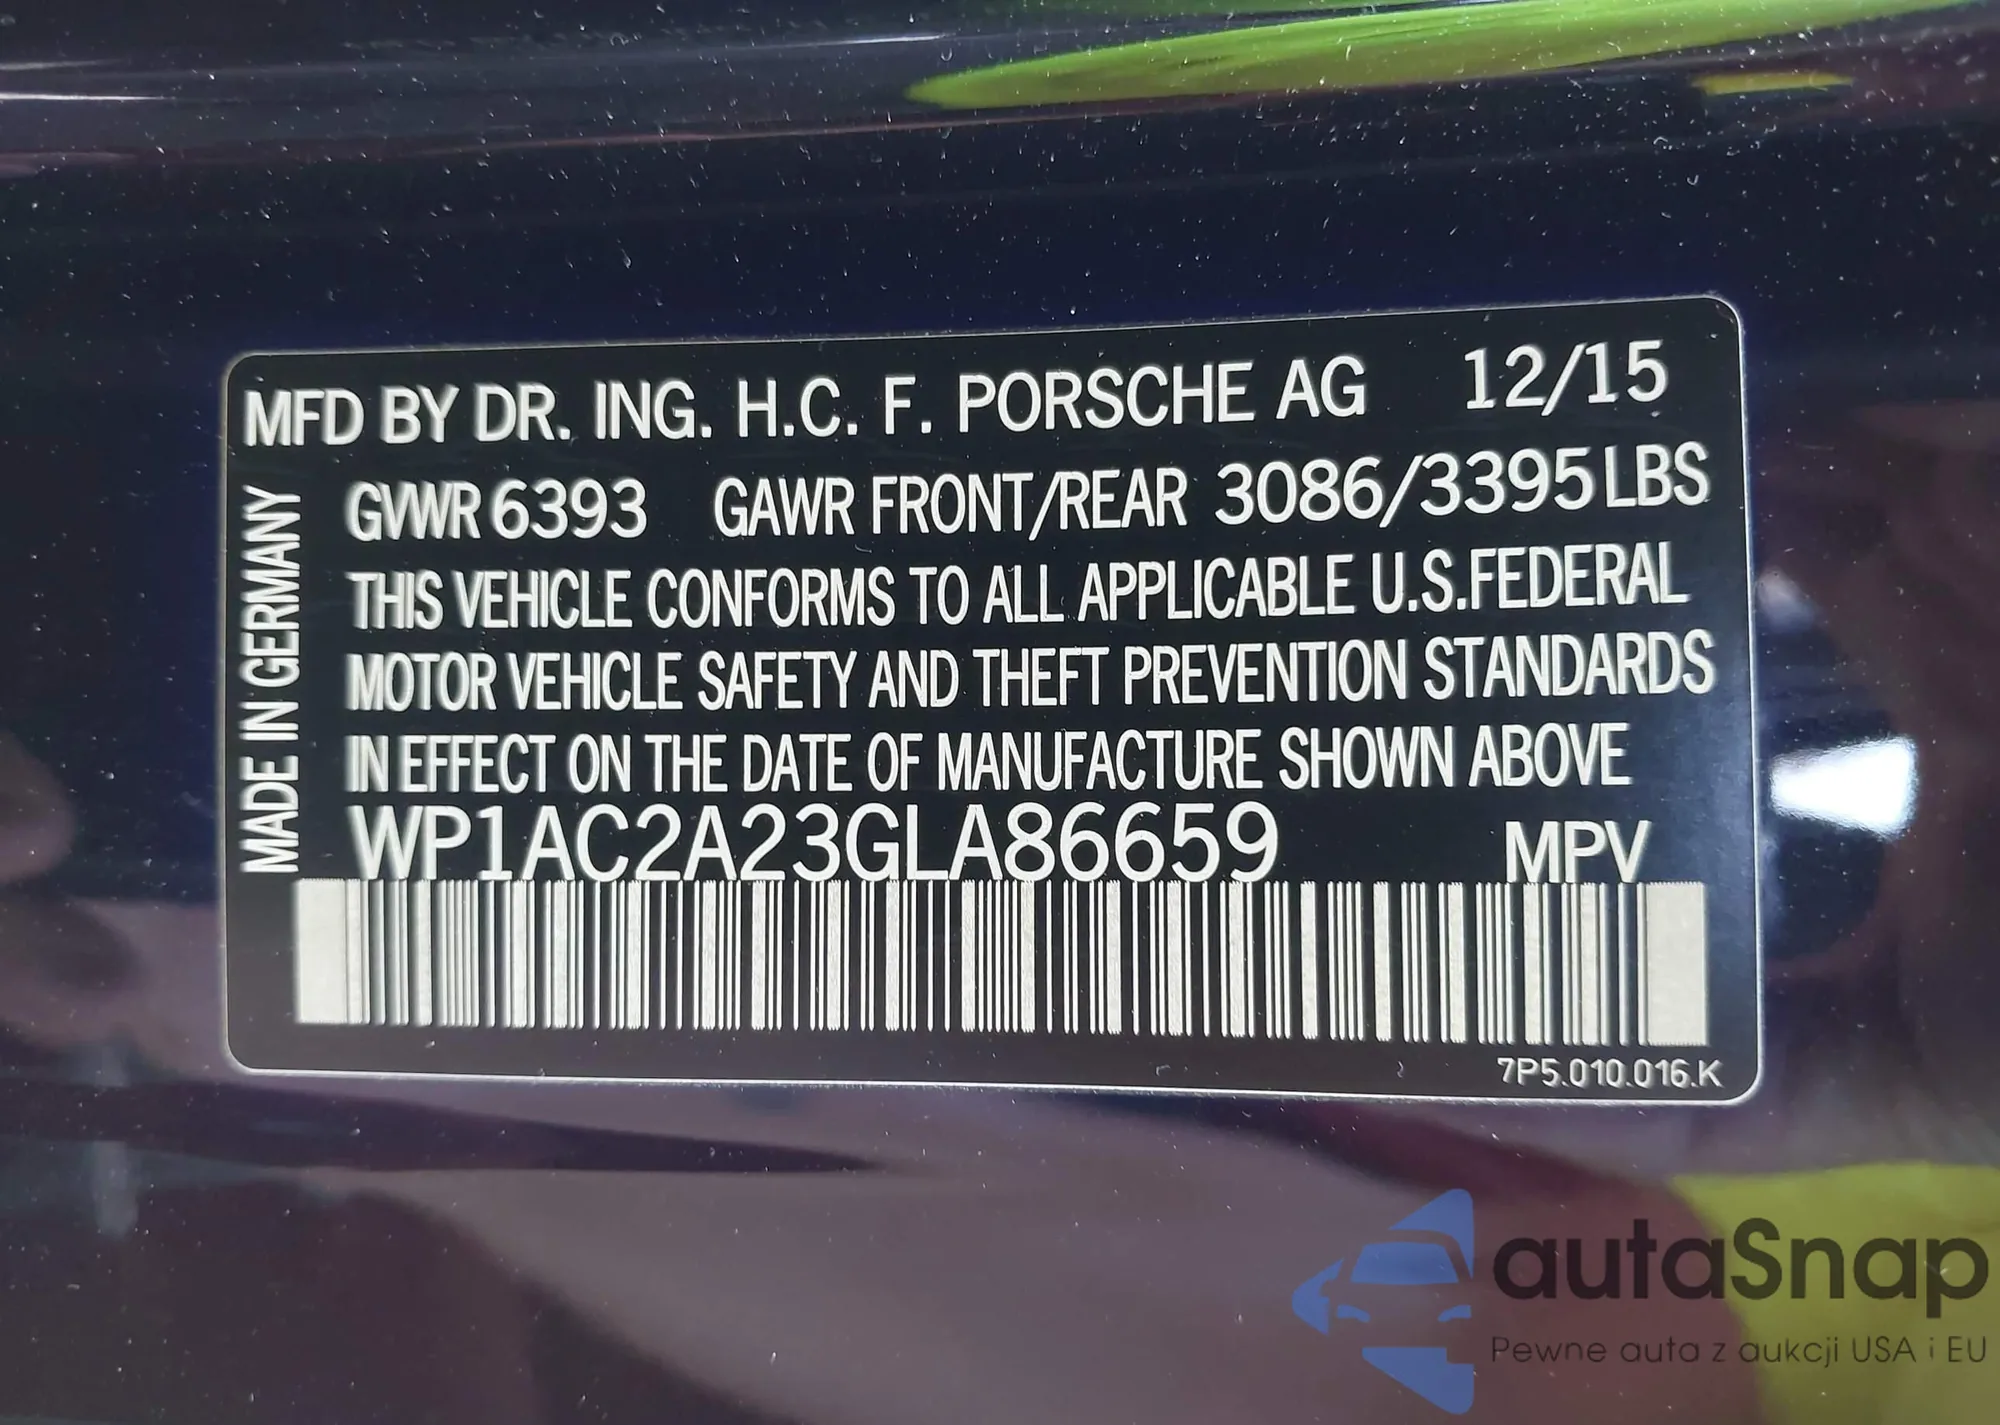 MFD BY DR. ING. H.C. F. PORSCHE AG 12/15
GVWR 6393 GAWR FRONT/REAR 3086/3395 LBS
THIS VEHICLE CONFORMS TO ALL APPLICABLE U.S.FEDERAL
MOTOR VEHICLE SAFETY AND THEFT PREVENTION STANDARDS
IN EFFECT ON THE DATE OF MANUFACTURE SHOWN ABOVE
WP1AC2A23GLA86659 MPV
MADE IN GERMANY
7P5.010.016.K
autaSnap
Pewne auta z aukcji USA i EU